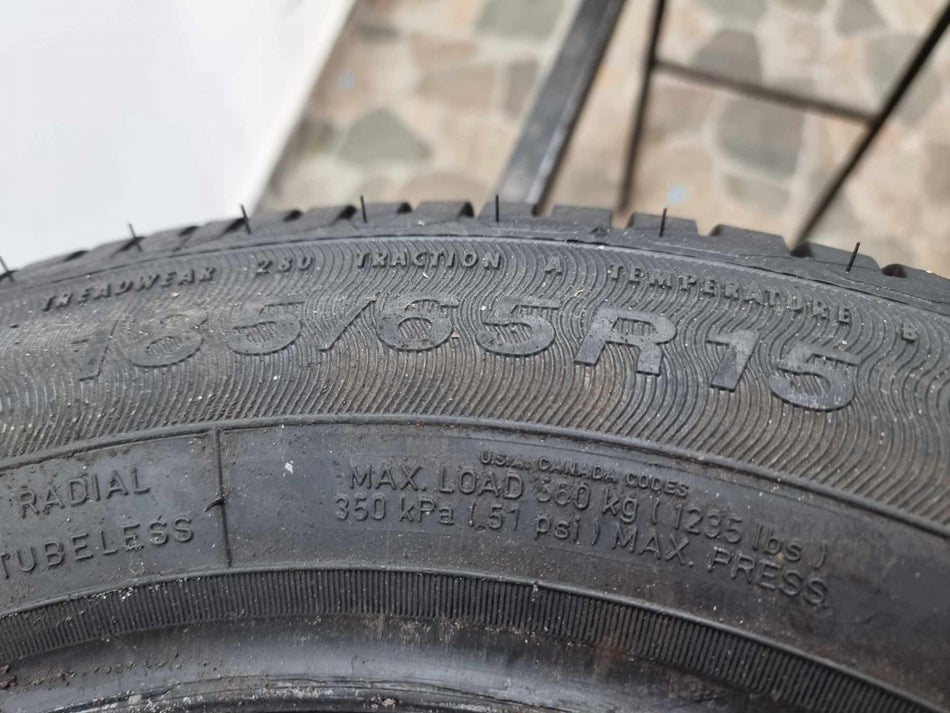 TREADWEAR 280 TRACTION A TEMPERATURE B
185/65R15
RADIAL
TUBELESS
U.S.A. CANADA CODES
MAX. LOAD 560 kg ( 1235 lbs )
350 kPa ( 51 psi ) MAX. PRESS